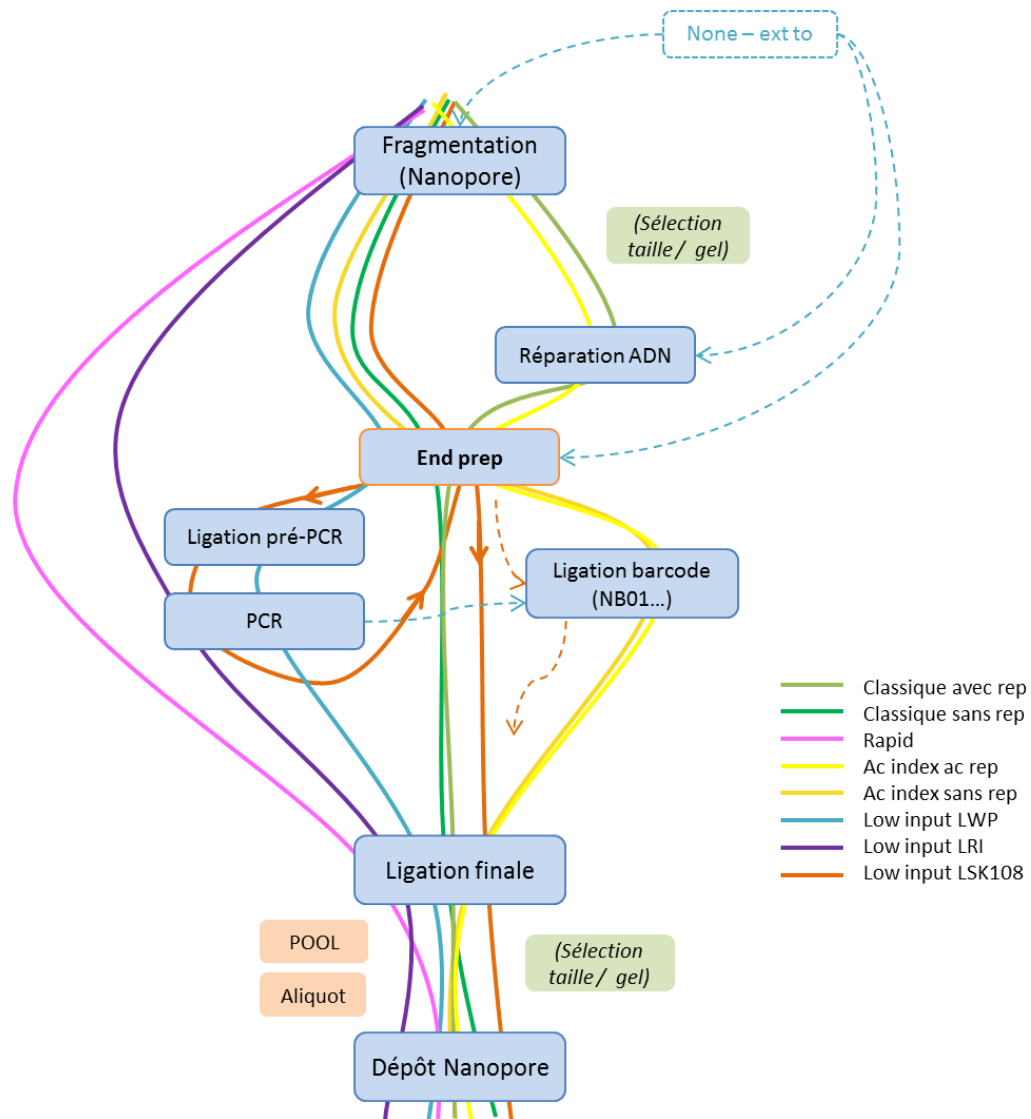 None – ext to
Fragmentation
(Nanopore)
(Sélection
taille / gel)
Réparation ADN
End prep
Ligation pré-PCR
Ligation barcode
(NB01...)
PCR
Classique avec rep
Classique sans rep
Rapid
Ac index ac rep
Ac index sans rep
Low input LWP
Low input LRI
Low input LSK108
Ligation finale
POOL
(Sélection
taille / gel)
Aliquot
Dépôt Nanopore